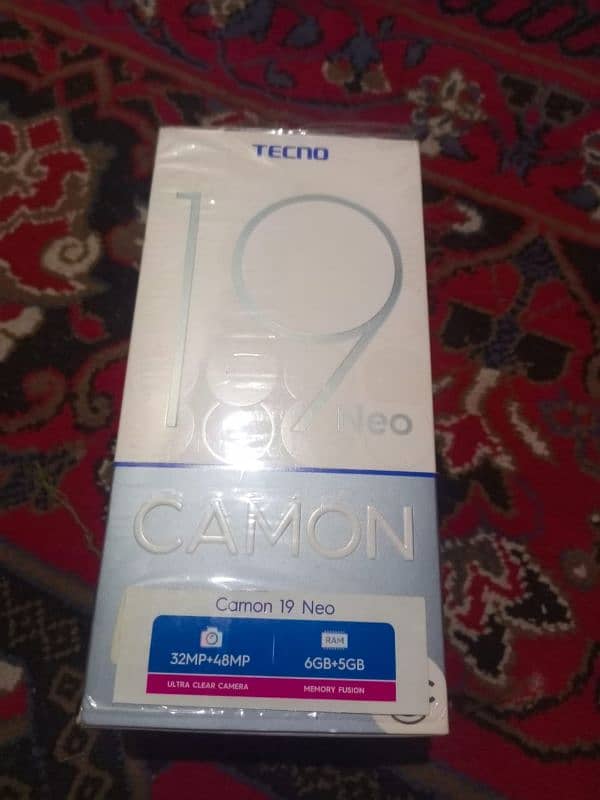 TECNO
19
Neo
CAMON
Camon 19 Neo
32MP+48MP
ULTRA CLEAR CAMERA
RAM
6GB+5GB
MEMORY FUSION